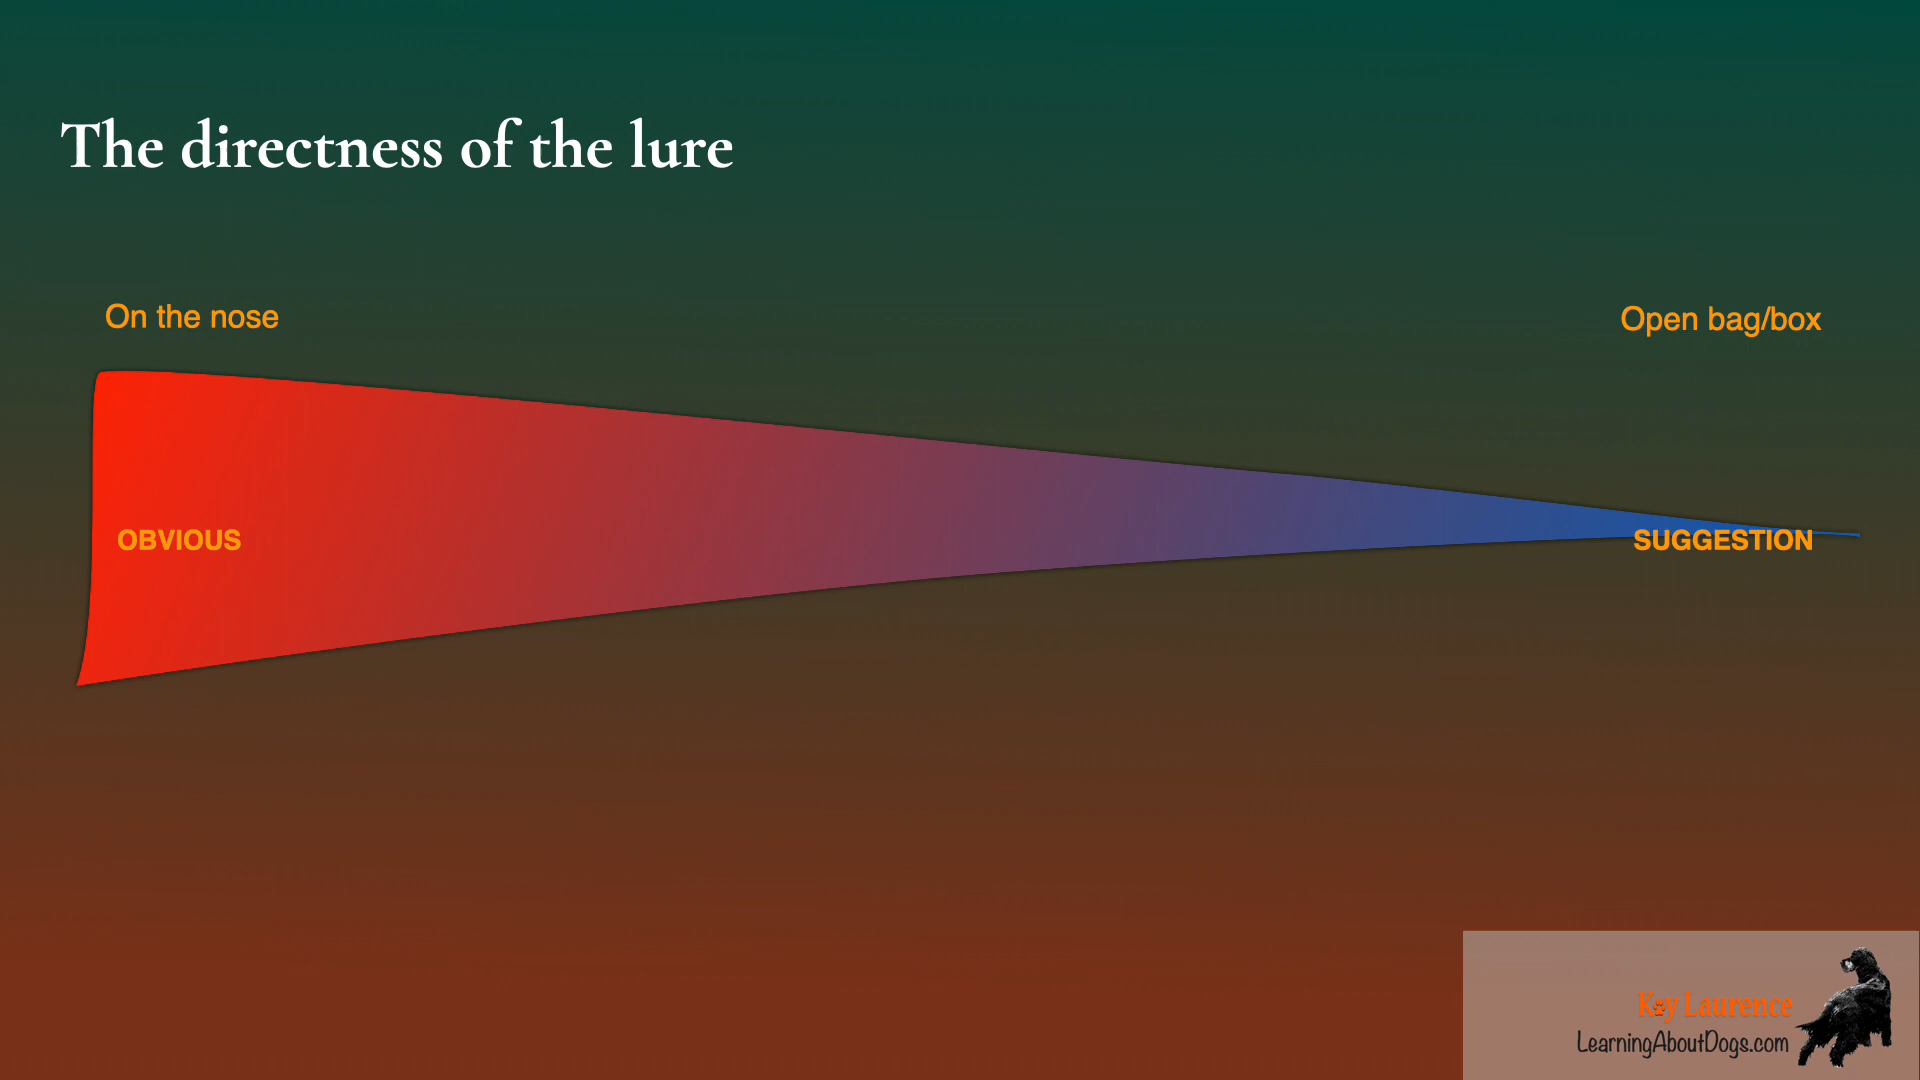 The directness of the lure
On the nose
Open bag/box
OBVIOUS
SUGGESTION
Kay Laurence
LearningAboutDogs.com